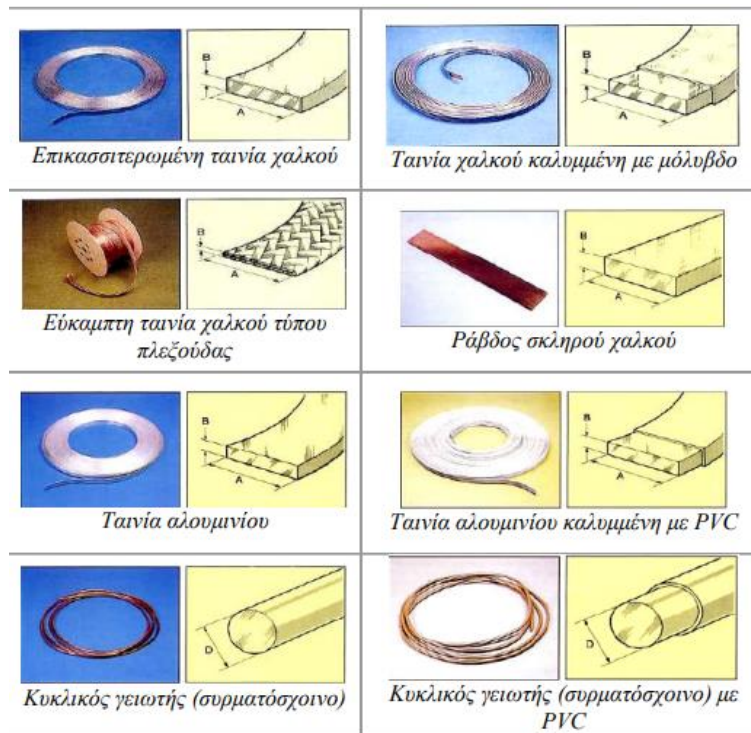 B
A
Επικασσιτερωμένη ταινία χαλκού
B
A
Ταινία χαλκού καλυμμένη με μόλυβδο
B
A
Εύκαμπτη ταινία χαλκού τύπου
πλεξούδας
B
A
Ράβδος σκληρού χαλκού
B
A
Ταινία αλουμινίου
B
A
Ταινία αλουμινίου καλυμμένη με PVC
D
Κυκλικός γειωτής (συρματόσχοινο)
D
Κυκλικός γειωτής (συρματόσχοινο) με
PVC